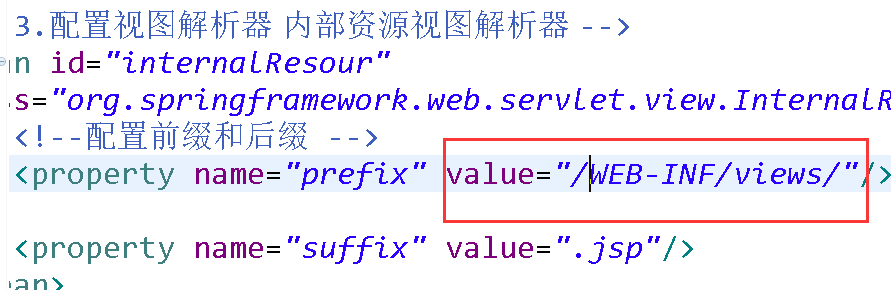 3.配置视图解析器 内部资源视图解析器 -->
an id="internalResour"
s="org.springframework.web.servlet.view.InternalR
<!--配置前缀和后缀 -->
<property name="prefix" value="/WEB-INF/views/"/>
<property name="suffix" value=".jsp"/>
ean>